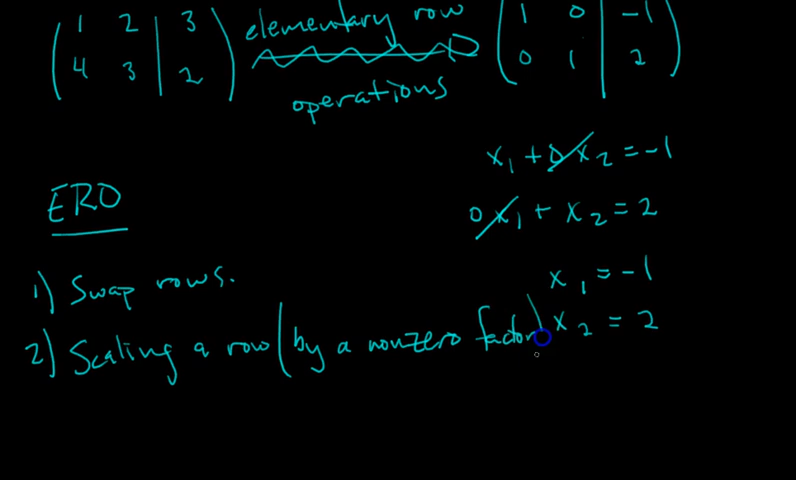 1 2 | 3 elementary row 1 0 | -1
4 3 | 2 operations 0 1 | 2
x₁ + 0x₂ = -1
ERO
0x₁ + x₂ = 2
1) Swap rows.
x₁ = -1
2) Scaling a row (by a nonzero factor)
x₂ = 2